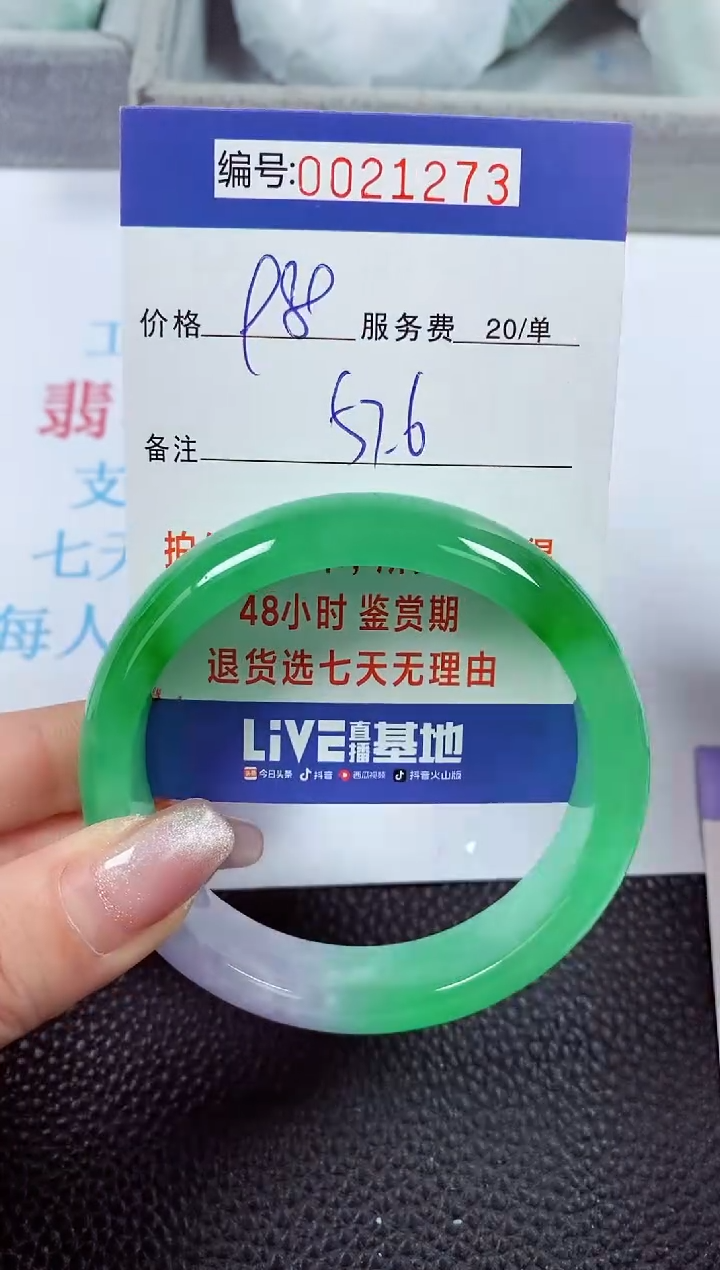 编号:0021273
价格 P88 服务费 20/单
备注 57.6
拍
48小时 鉴赏期
退货选七天无理由
LiVE直播基地
今日头条 抖音 西瓜视频 抖音火山版
工
翡
支
七天
每人